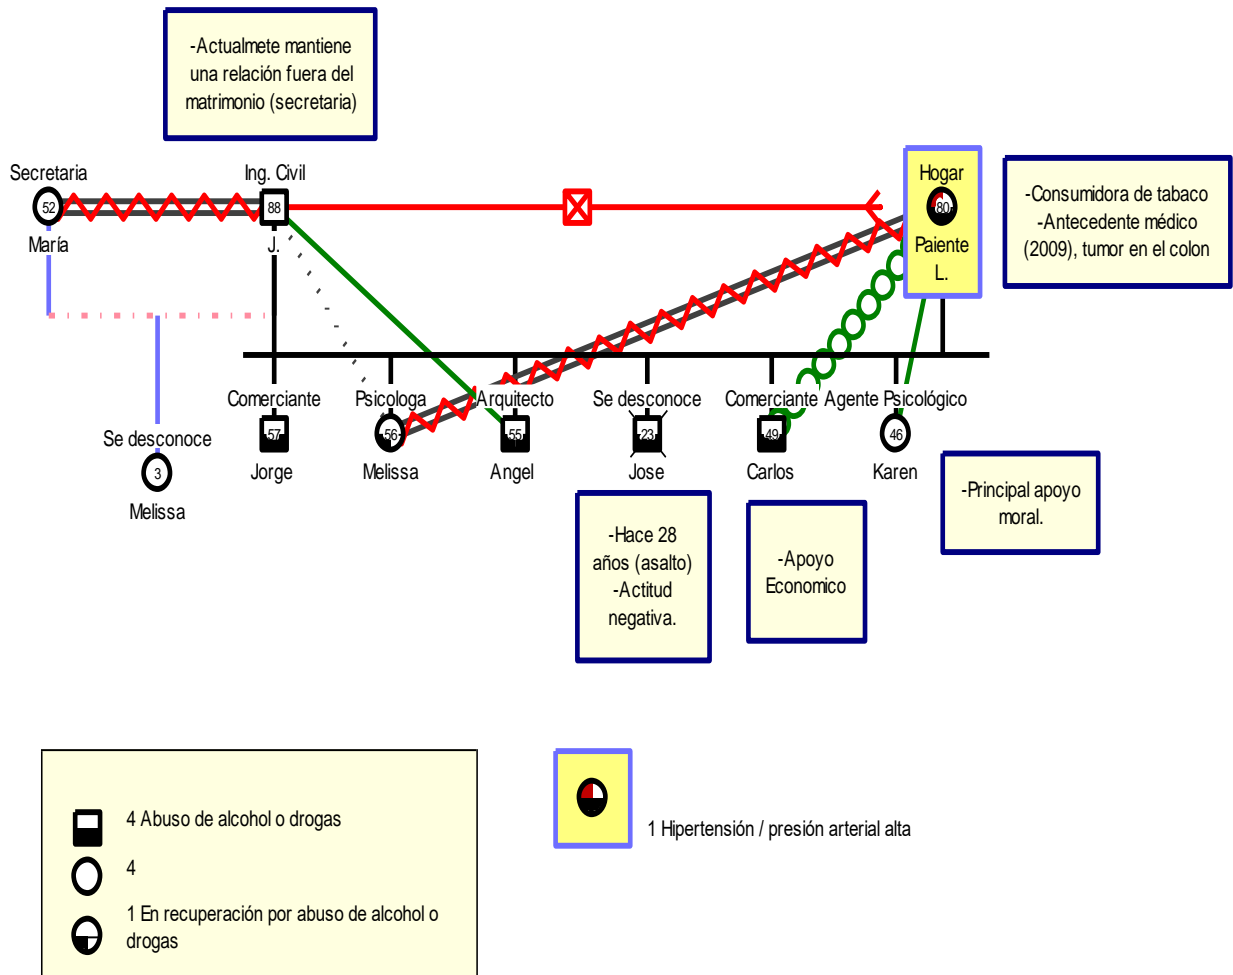 -Actualmete mantiene
una relación fuera del
matrimonio (secretaria)
Secretaria
Ing. Civil
Hogar
52
88
80
María
J.
Paiente
L.
-Consumidora de tabaco
-Antecedente médico
(2009), tumor en el colon
Comerciante
Psicologa
Arquitecto
Se desconoce
Comerciante
Agente Psicológico
57
56
55
23
49
46
Jorge
Melissa
Angel
Jose
Carlos
Karen
Se desconoce
3
Melissa
-Hace 28
años (asalto)
-Actitud
negativa.
-Apoyo
Economico
-Principal apoyo
moral.
4 Abuso de alcohol o drogas
4
1 En recuperación por abuso de alcohol o
drogas
1 Hipertensión / presión arterial alta